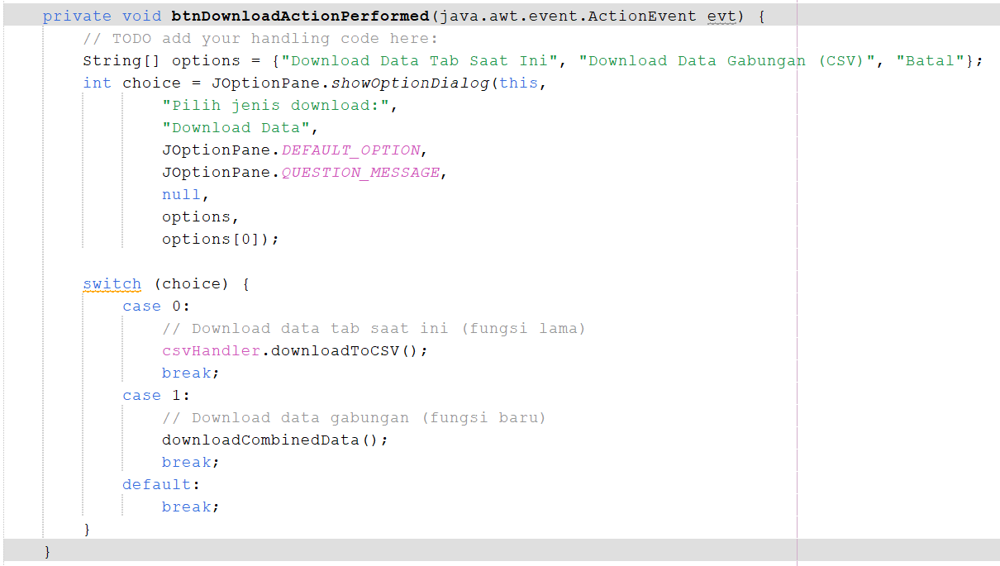 private void btnDownloadActionPerformed(java.awt.event.ActionEvent evt) {
    // TODO add your handling code here:
    String[] options = {"Download Data Tab Saat Ini", "Download Data Gabungan (CSV)", "Batal"};
    int choice = JOptionPane.showOptionDialog(this,
            "Pilih jenis download:",
            "Download Data",
            JOptionPane.DEFAULT_OPTION,
            JOptionPane.QUESTION_MESSAGE,
            null,
            options,
            options[0]);

    switch (choice) {
        case 0:
            // Download data tab saat ini (fungsi lama)
            csvHandler.downloadToCSV();
            break;
        case 1:
            // Download data gabungan (fungsi baru)
            downloadCombinedData();
            break;
        default:
            break;
    }
}